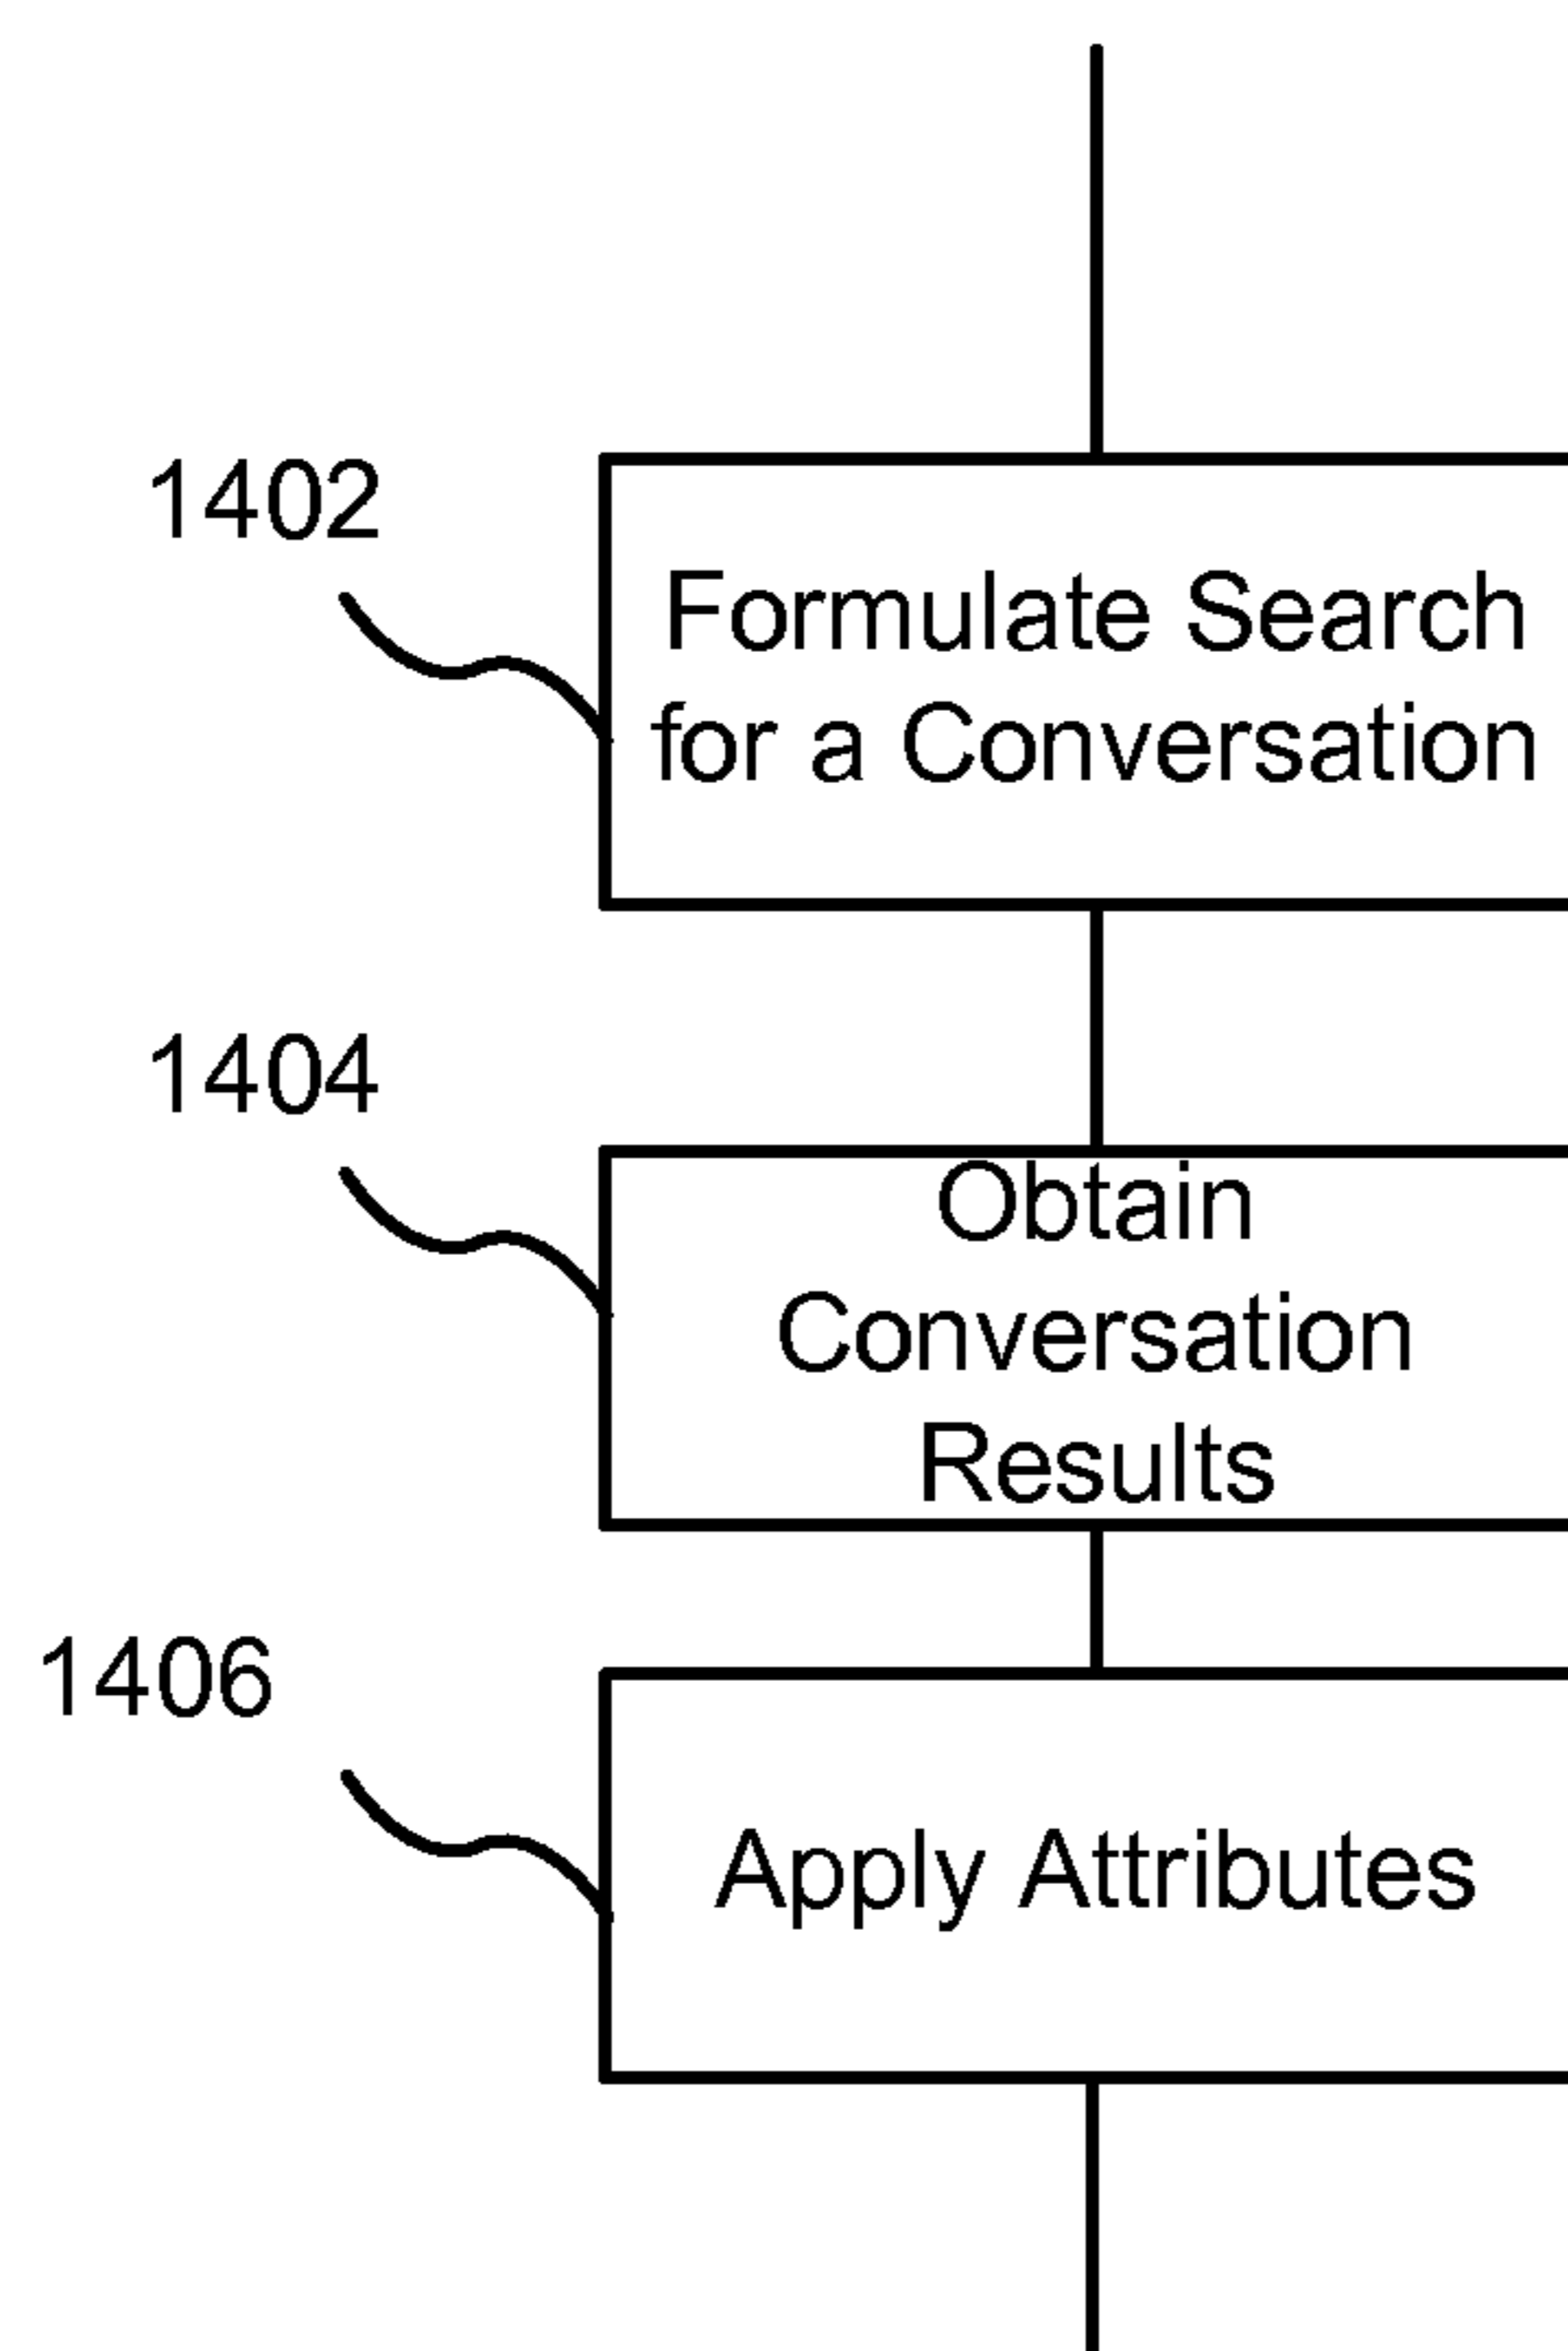 1402
Formulate Search
for a Conversation
1404
Obtain
Conversation
Results
1406
Apply Attributes